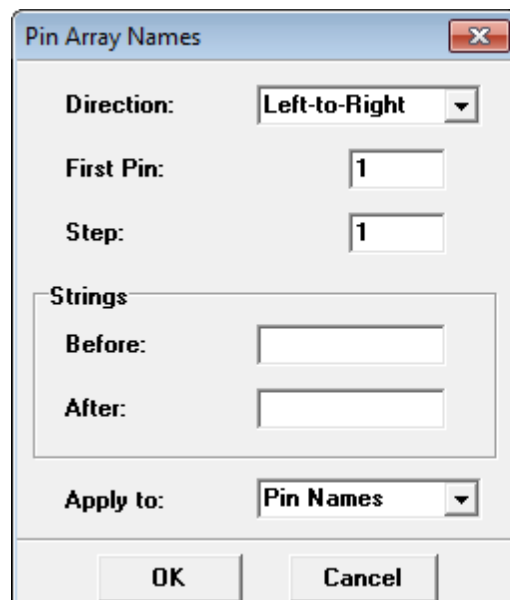 Pin Array Names
Direction: Left-to-Right
First Pin: 1
Step: 1
Strings
Before:
After:
Apply to: Pin Names
OK Cancel